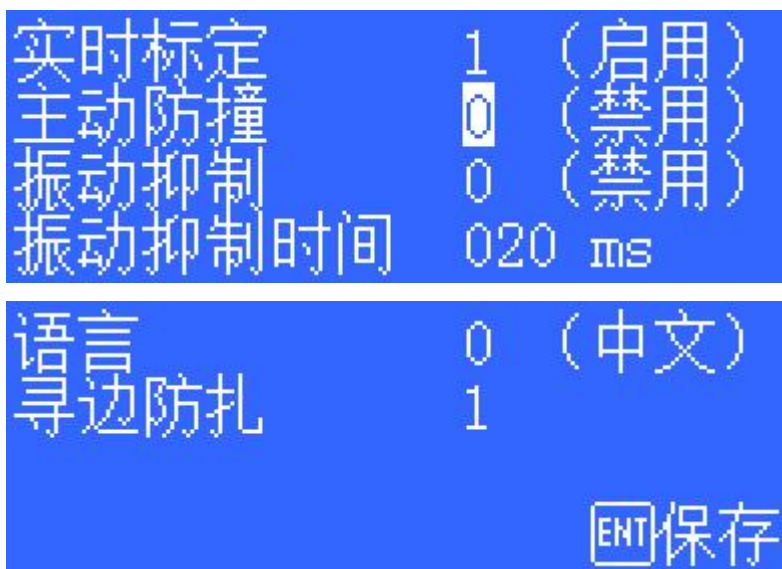 实时标定 1 （启用）
主动防撞 0 （禁用）
振动抑制 0 （禁用）
振动抑制时间 020 ms
语言 0 （中文）
寻边防扎 1
ENT保存